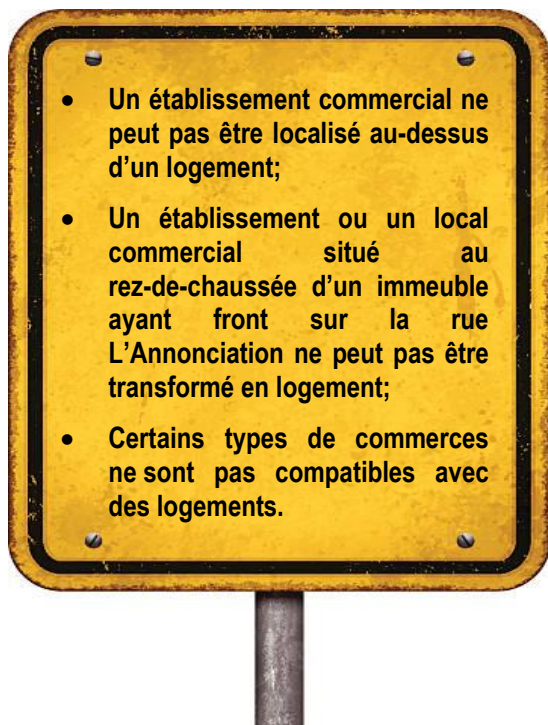 • Un établissement commercial ne
peut pas être localisé au-dessus
d’un logement;
• Un établissement ou un local
commercial situé au
rez-de-chaussée d’un immeuble
ayant front sur la rue
L’Annonciation ne peut pas être
transformé en logement;
• Certains types de commerces
ne sont pas compatibles avec
des logements.